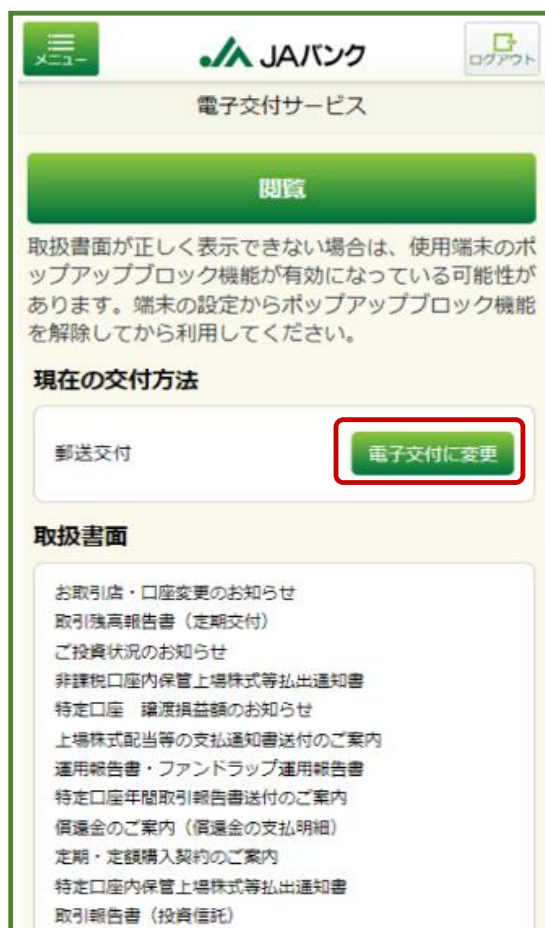 メニュー
JAバンク
ログアウト
電子交付サービス
閲覧
取扱書面が正しく表示できない場合は、使用端末のポ
ップアップブロック機能が有効になっている可能性が
あります。端末の設定からポップアップブロック機能
を解除してから利用してください。
現在の交付方法
郵送交付
電子交付に変更
取扱書面
お取引店・口座変更のお知らせ
取引残高報告書（定期交付）
ご投資状況のお知らせ
非課税口座内保管上場株式等払出通知書
特定口座　譲渡損益額のお知らせ
上場株式配当等の支払通知書送付のご案内
運用報告書・ファンドラップ運用報告書
特定口座年間取引報告書送付のご案内
償還金のご案内（償還金の支払明細）
定期・定額購入契約のご案内
特定口座内保管上場株式等払出通知書
取引報告書（投資信託）